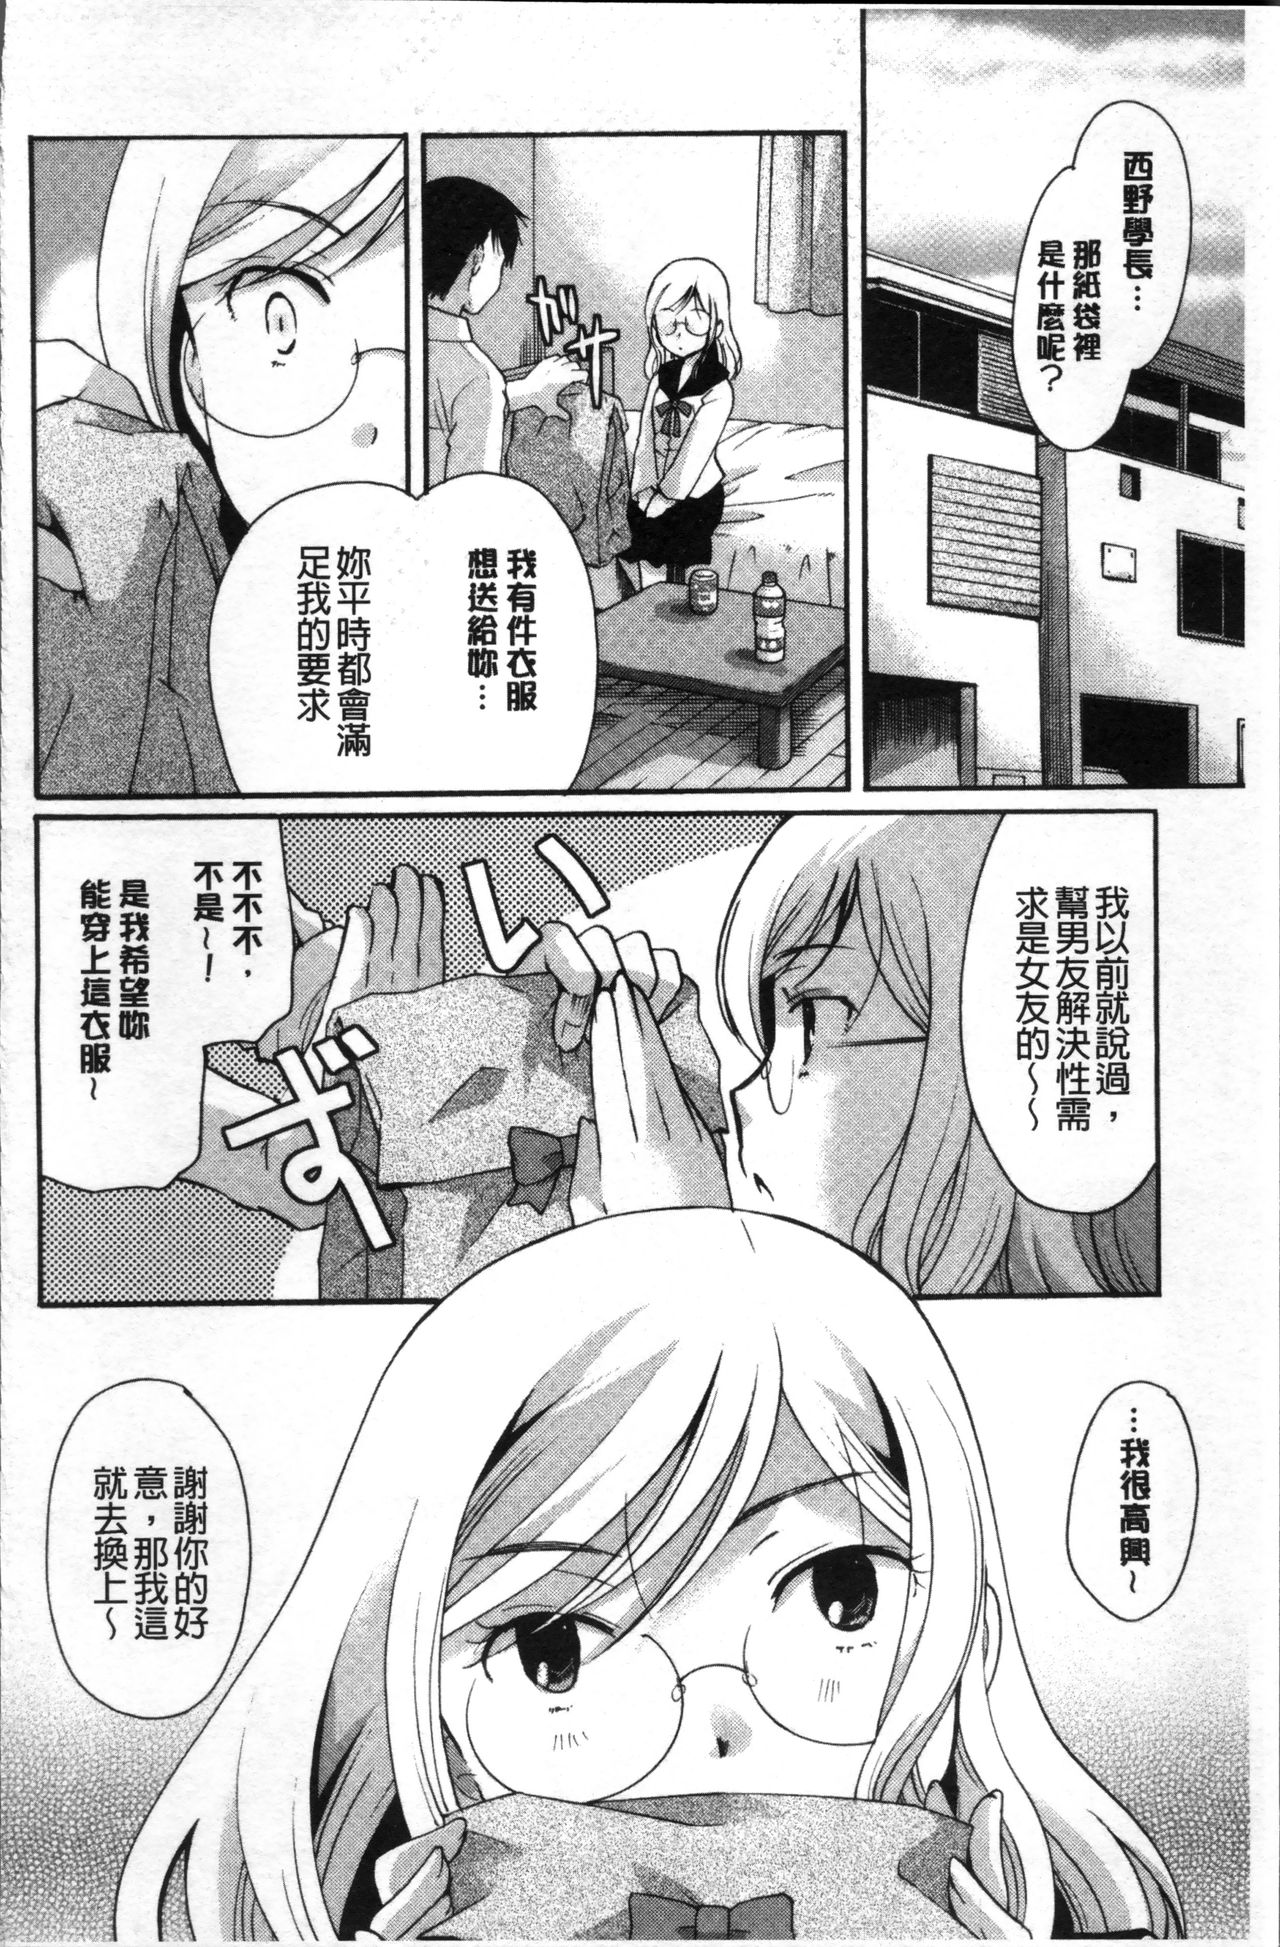 西野學長…
那紙袋裡
是什麼呢？
ガサ
我有件衣服
想送給妳…
妳平時都會滿
足我的要求
我以前就說過，
幫男友解決性需
求是女友的～～
いい
ずず
不不不，
不是～！
是我希望妳
能穿上這衣服～
…我很高興～
謝謝你的好
意，那我這
就去換上～